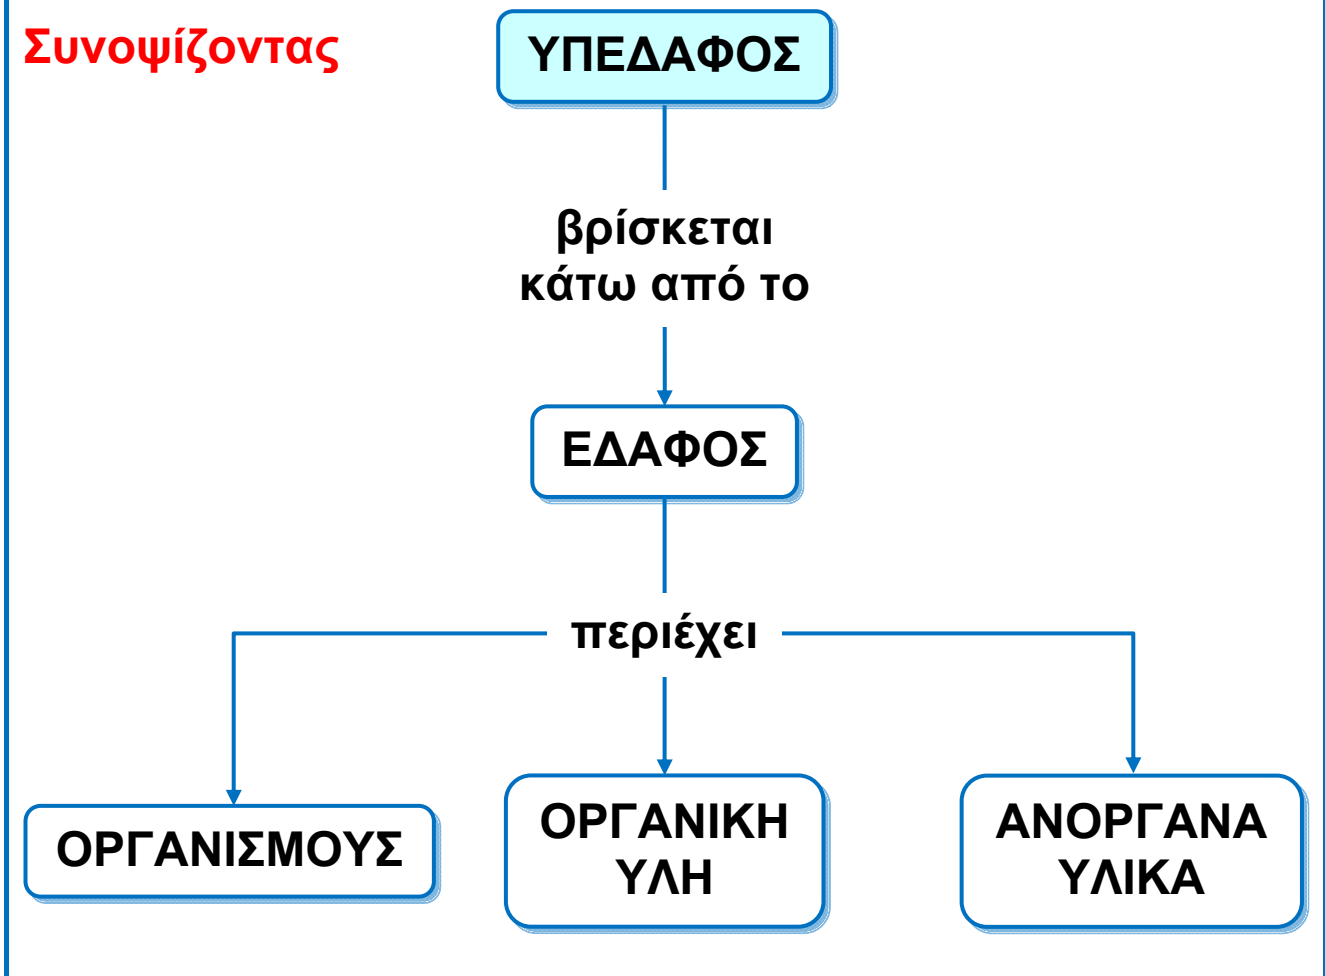 Συνοψίζοντας
ΥΠΕΔΑΦΟΣ
βρίσκεται
κάτω από το
ΕΔΑΦΟΣ
περιέχει
ΟΡΓΑΝΙΣΜΟΥΣ
ΟΡΓΑΝΙΚΗ
ΥΛΗ
ΑΝΟΡΓΑΝΑ
ΥΛΙΚΑ